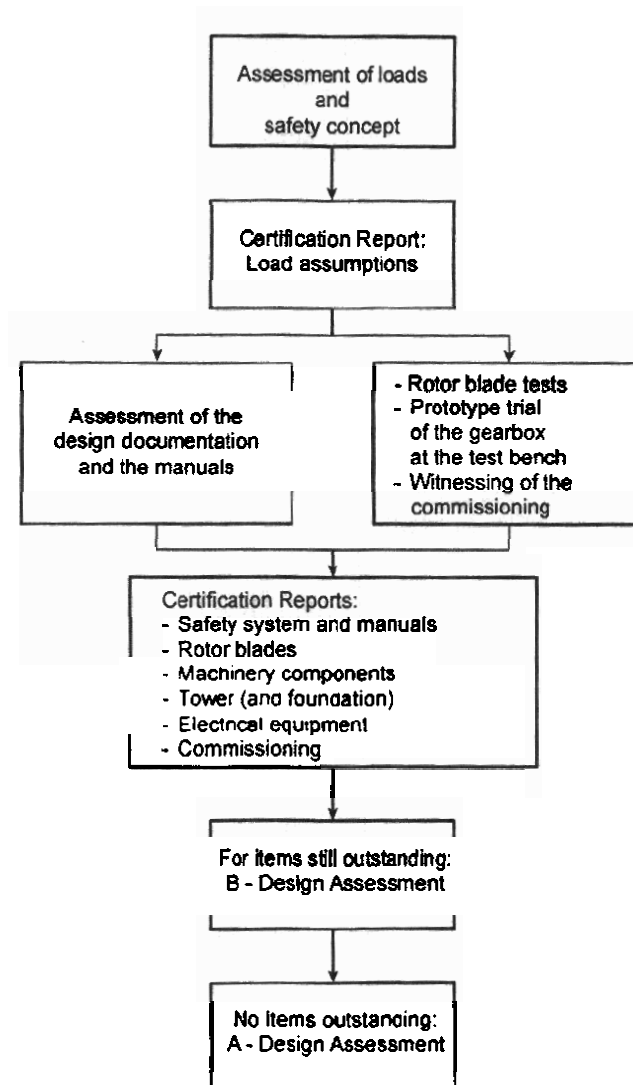 Assessment of loads
and
safety concept
Certification Report:
Load assumptions
Assessment of the
design documentation
and the manuals
- Rotor blade tests
- Prototype trial
of the gearbox
at the test bench
- Witnessing of the
commissioning
Certification Reports:
- Safety system and manuals
- Rotor blades
- Machinery components
- Tower (and foundation)
- Electrical equipment
- Commissioning
For items still outstanding:
B - Design Assessment
No items outstanding:
A - Design Assessment